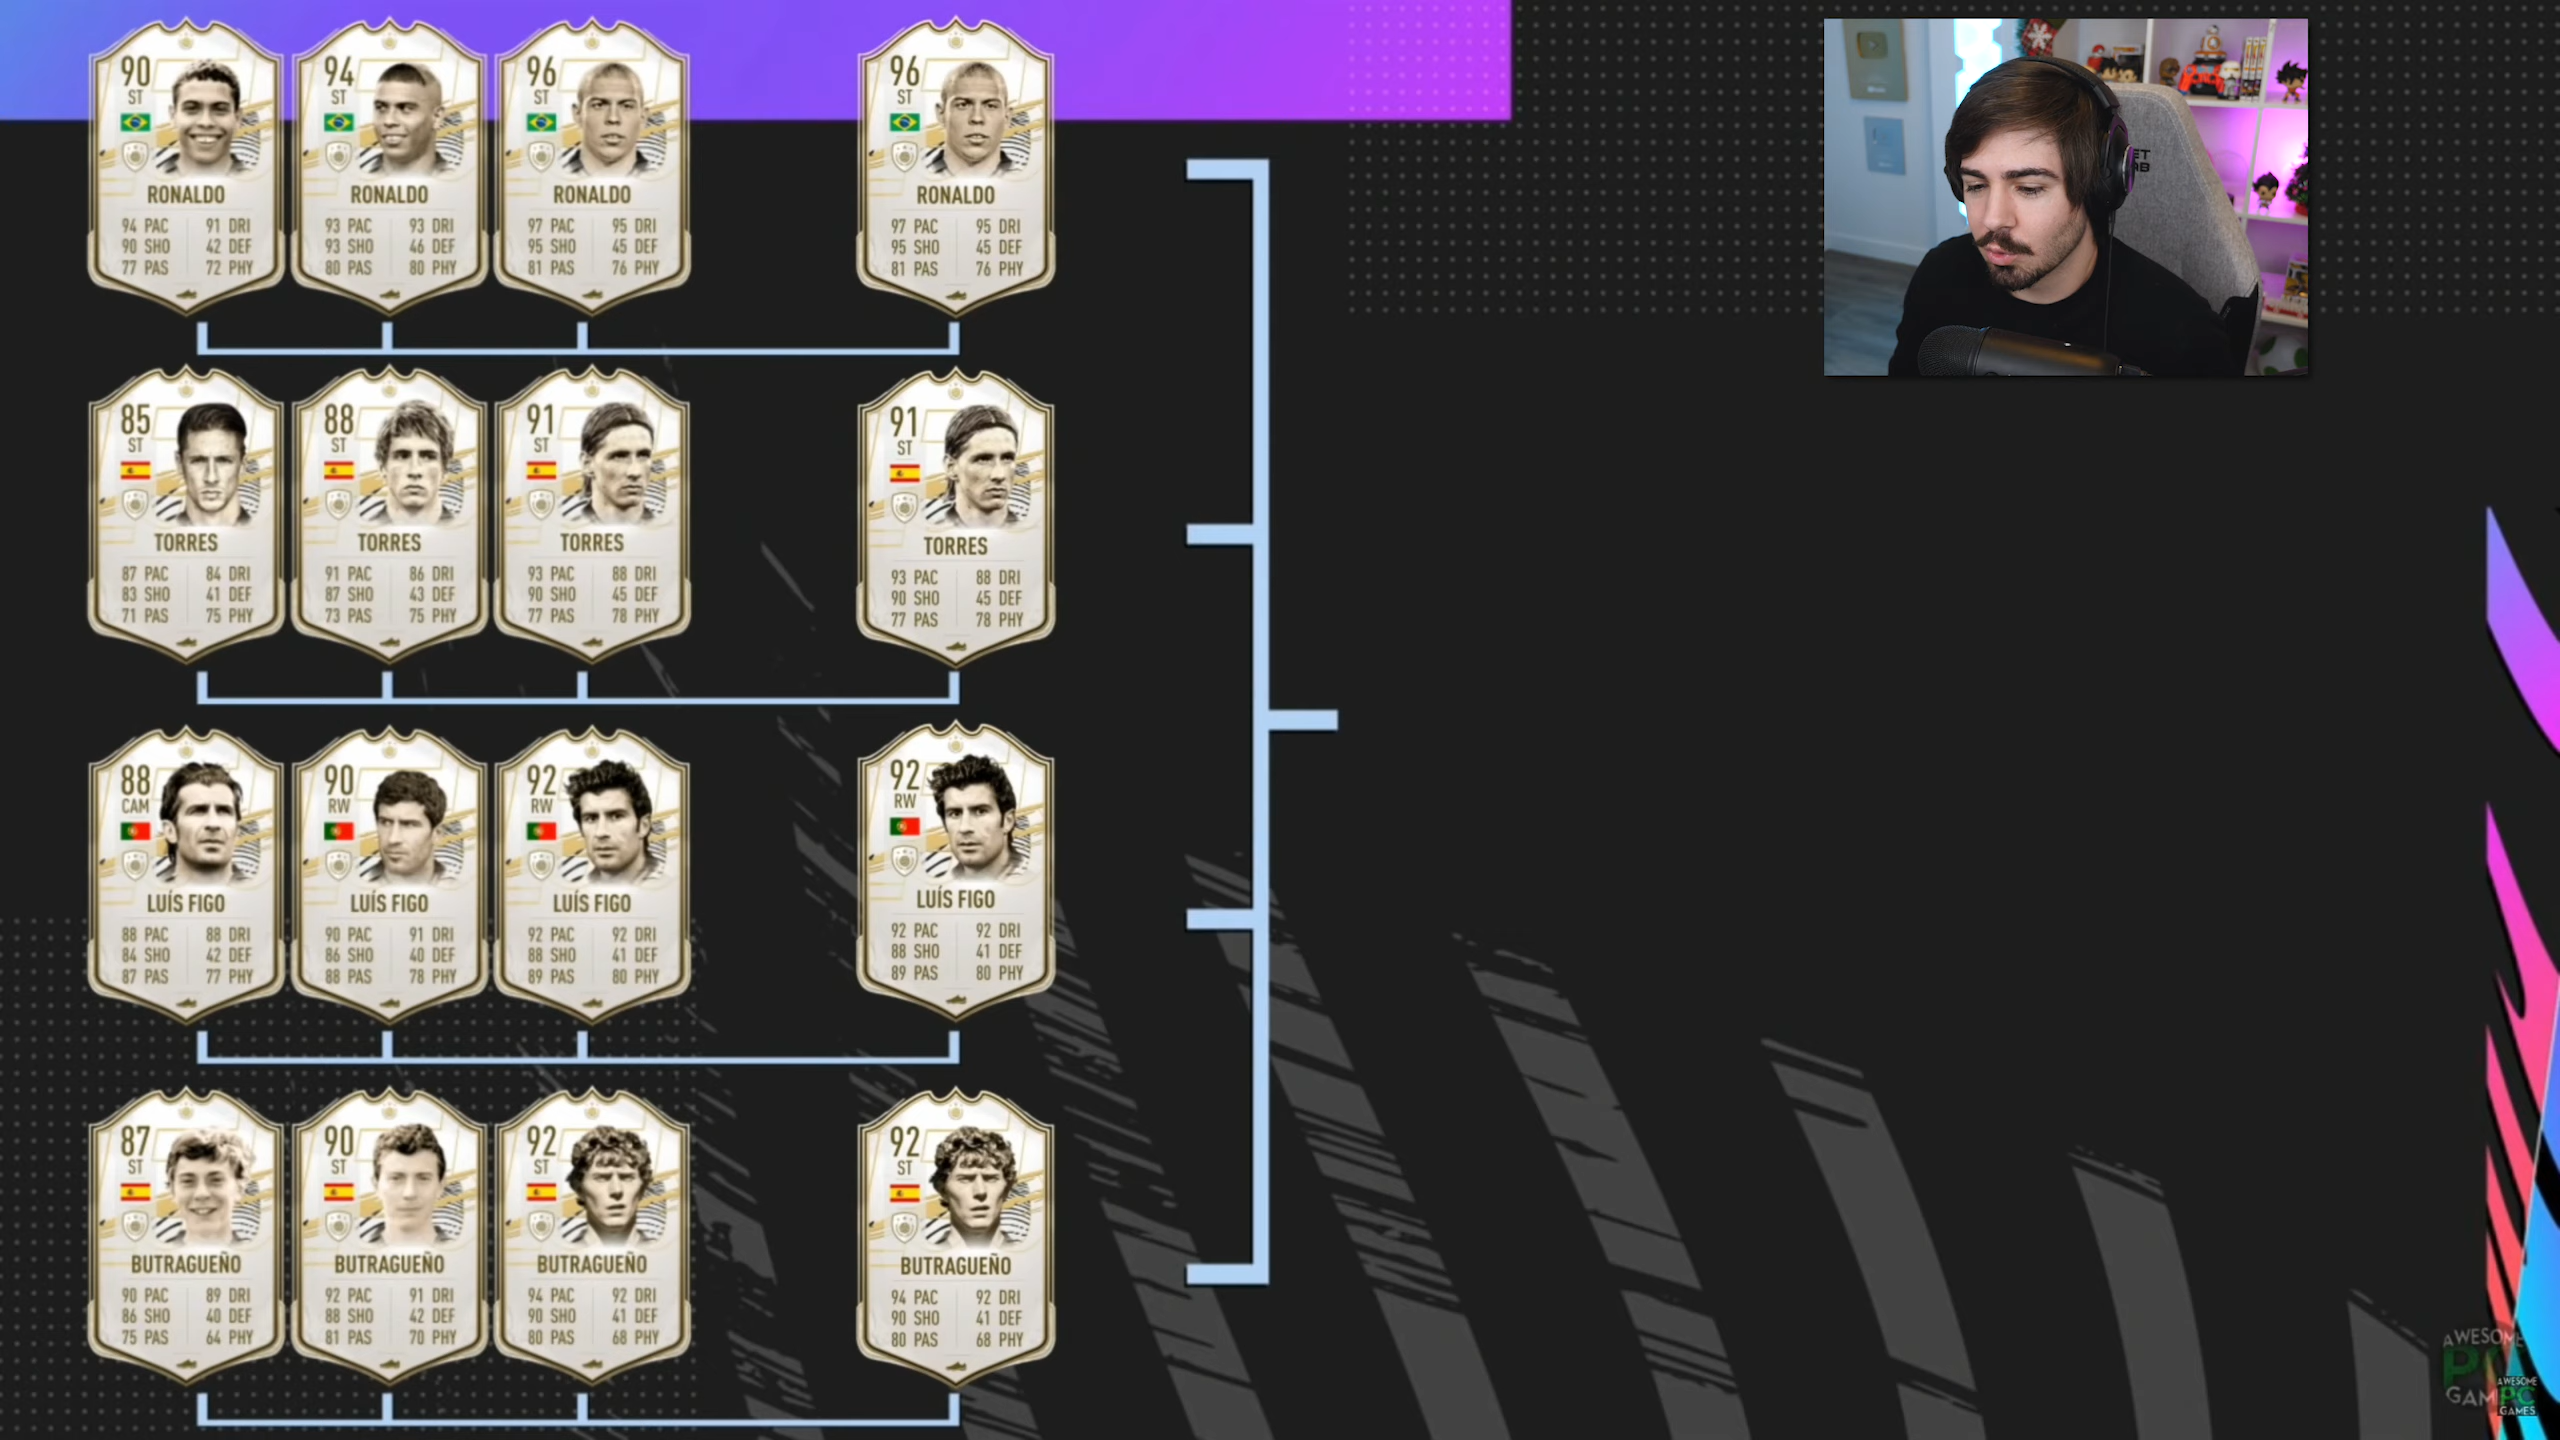 90
ST
RONALDO
94 PAC 91 DRI
90 SHO 42 DEF
77 PAS 72 PHY
94
ST
RONALDO
93 PAC 93 DRI
93 SHO 46 DEF
80 PAS 80 PHY
96
ST
RONALDO
97 PAC 95 DRI
95 SHO 45 DEF
81 PAS 76 PHY
96
ST
RONALDO
97 PAC 95 DRI
95 SHO 45 DEF
81 PAS 76 PHY
85
ST
TORRES
87 PAC 84 DRI
83 SHO 41 DEF
71 PAS 75 PHY
88
ST
TORRES
91 PAC 86 DRI
87 SHO 43 DEF
73 PAS 75 PHY
91
ST
TORRES
93 PAC 88 DRI
90 SHO 45 DEF
77 PAS 78 PHY
91
ST
TORRES
93 PAC 88 DRI
90 SHO 45 DEF
77 PAS 78 PHY
88
CAM
LUÍS FIGO
88 PAC 88 DRI
84 SHO 42 DEF
87 PAS 77 PHY
90
RW
LUÍS FIGO
90 PAC 91 DRI
86 SHO 40 DEF
88 PAS 78 PHY
92
RW
LUÍS FIGO
92 PAC 92 DRI
88 SHO 41 DEF
89 PAS 80 PHY
92
RW
LUÍS FIGO
92 PAC 92 DRI
88 SHO 41 DEF
89 PAS 80 PHY
87
ST
BUTRAGUEÑO
90 PAC 89 DRI
86 SHO 40 DEF
75 PAS 64 PHY
90
ST
BUTRAGUEÑO
92 PAC 91 DRI
88 SHO 42 DEF
81 PAS 70 PHY
92
ST
BUTRAGUEÑO
94 PAC 92 DRI
90 SHO 41 DEF
80 PAS 68 PHY
92
ST
BUTRAGUEÑO
94 PAC 92 DRI
90 SHO 41 DEF
80 PAS 68 PHY
AWESOME
AWESOME
PC
GAMES